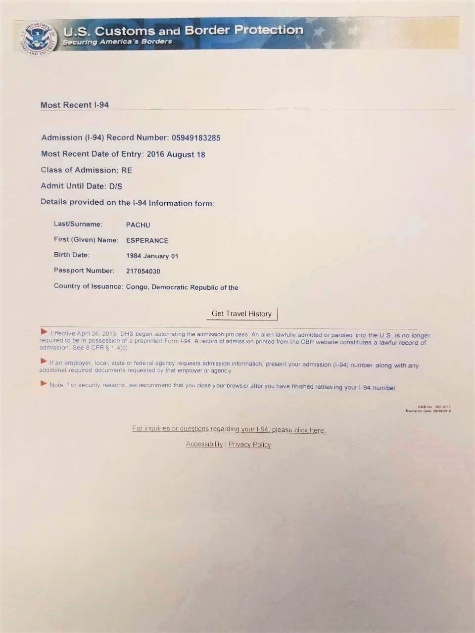 U.S. Customs and Border Protection
Securing America's Borders
Most Recent I-94
Admission (I-94) Record Number: 05949183285
Most Recent Date of Entry: 2016 August 18
Class of Admission: RE
Admit Until Date: D/S
Details provided on the I-94 Information form:
Last/Surname: PACHU
First (Given) Name: ESPERANCE
Birth Date: 1984 January 01
Passport Number: 217054030
Country of Issuance: Congo, Democratic Republic of the
Get Travel History
Effective April 26, 2013, DHS began automating the admission process. An alien lawfully admitted or paroled into the U.S. is no longer
required to be in possession of a preprinted Form I-94. A record of admission printed from the CBP website constitutes a lawful record of
admission. See 8 CFR §
If an employer, local, state or federal agency requests admission information, present your admission (I-94) number along with any
additional required documents requested by that employer or agency.
Note: For security reasons, we recommend that you close your browser after you have finished retrieving your I-94 number.
For inquiries or questions regarding your I-94, please click here.
Accessibility | Privacy Policy